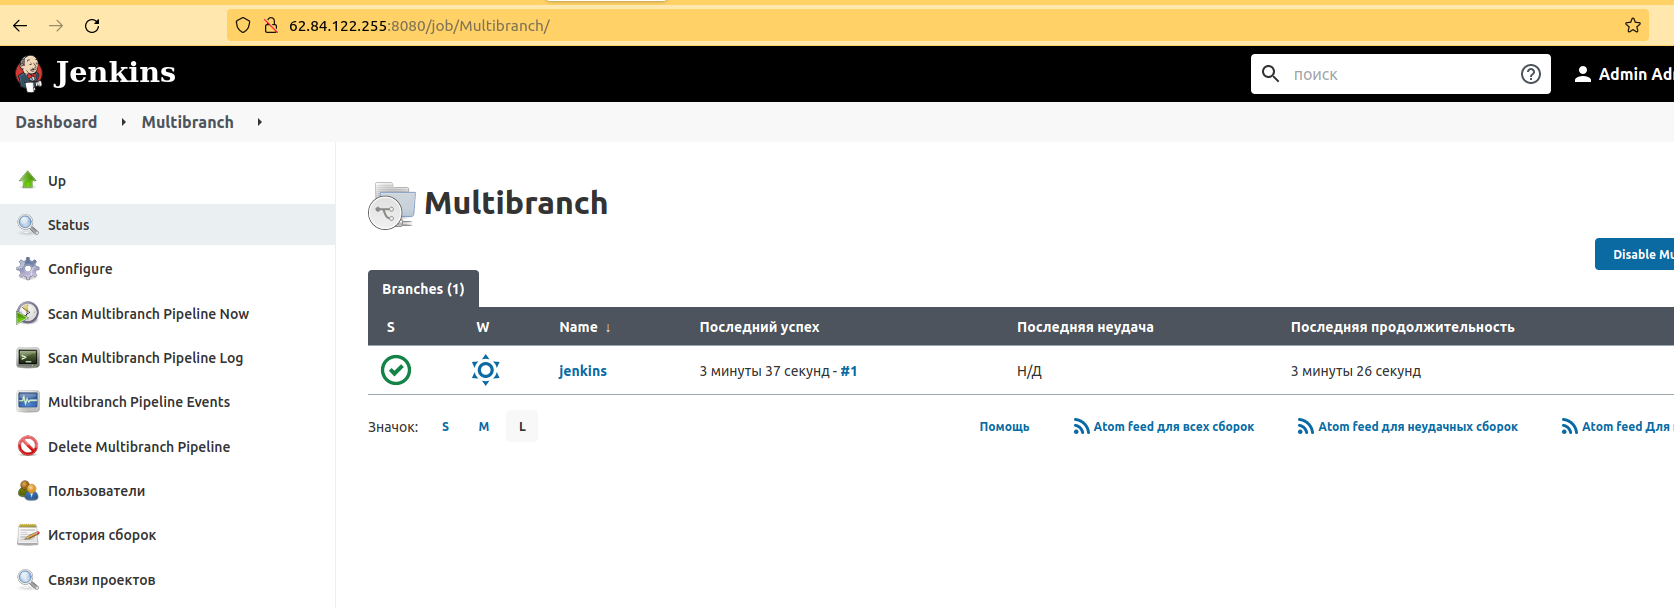 62.84.122.255:8080/job/Multibranch/
Jenkins
поиск
Admin Ad
Dashboard Multibranch
Up
Status
Configure
Scan Multibranch Pipeline Now
Scan Multibranch Pipeline Log
Multibranch Pipeline Events
Delete Multibranch Pipeline
Пользователи
История сборок
Связи проектов
Multibranch
Disable Mu
Branches (1)
S W Name ↓ Последний успех Последняя неудача Последняя продолжительность
jenkins 3 минуты 37 секунд - #1 Н/Д 3 минуты 26 секунд
Значок: S M L Помощь Atom feed для всех сборок Atom feed для неудачных сборок Atom feed Для